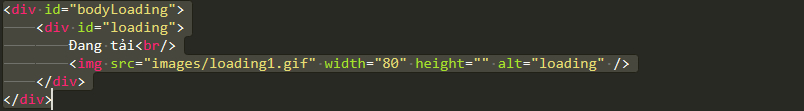 <div id="bodyLoading">
<div id="loading">
Đang tải<br/>
<img src="images/loading1.gif" width="80" height="" alt="loading" />
</div>
</div>